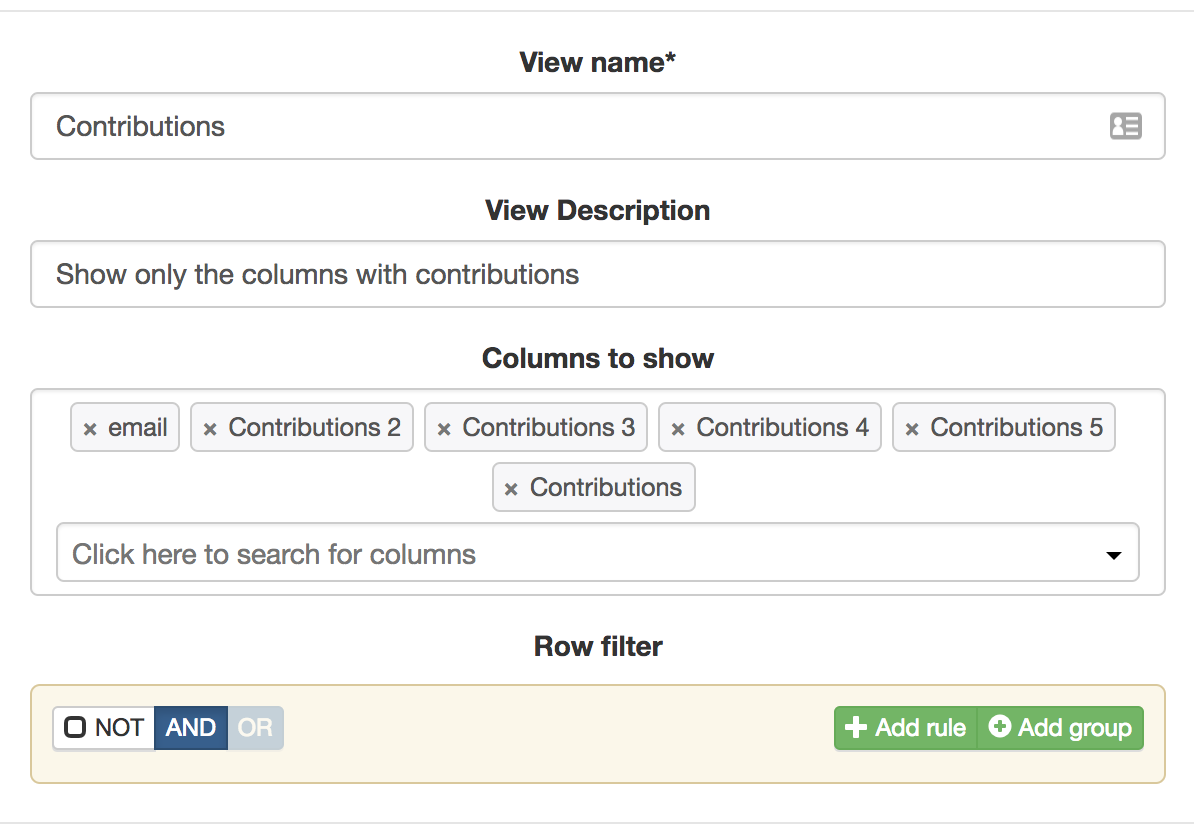 View name*
Contributions
View Description
Show only the columns with contributions
Columns to show
× email × Contributions 2 × Contributions 3 × Contributions 4 × Contributions 5
× Contributions
Click here to search for columns
Row filter
NOT AND OR Add rule Add group